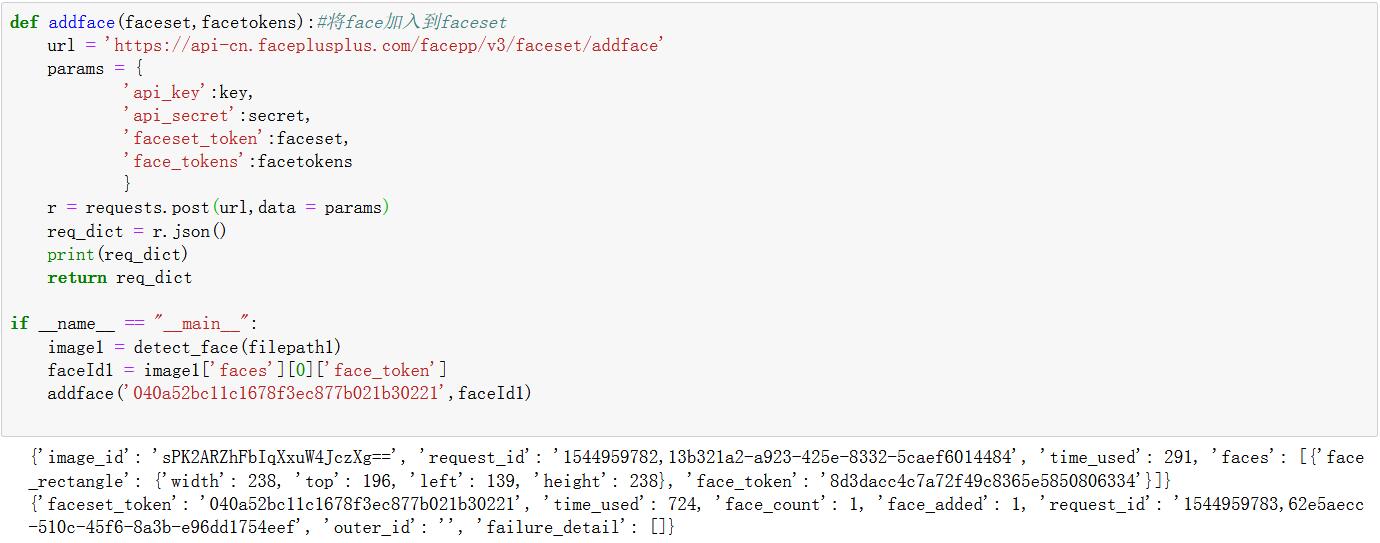 def addface(faceset,facetokens):#将face加入到faceset
    url = 'https://api-cn.faceplusplus.com/facepp/v3/faceset/addface'
    params = {
            'api_key':key,
            'api_secret':secret,
            'faceset_token':faceset,
            'face_tokens':facetokens
            }
    r = requests.post(url,data = params)
    req_dict = r.json()
    print(req_dict)
    return req_dict

if __name__ == "__main__":
    image1 = detect_face(filepath1)
    faceId1 = image1['faces'][0]['face_token']
    addface('040a52bc11c1678f3ec877b021b30221',faceId1)

{'image_id': 'sPK2ARZhFbIqXxuW4JczXg==', 'request_id': '1544959782,13b321a2-a923-425e-8332-5caef6014484', 'time_used': 291, 'faces': [{'face
_rectangle': {'width': 238, 'top': 196, 'left': 139, 'height': 238}, 'face_token': '8d3dacc4c7a72f49c8365e5850806334'}]}
{'faceset_token': '040a52bc11c1678f3ec877b021b30221', 'time_used': 724, 'face_count': 1, 'face_added': 1, 'request_id': '1544959783,62e5aecc
-510c-45f6-8a3b-e96dd1754eef', 'outer_id': '', 'failure_detail': []}